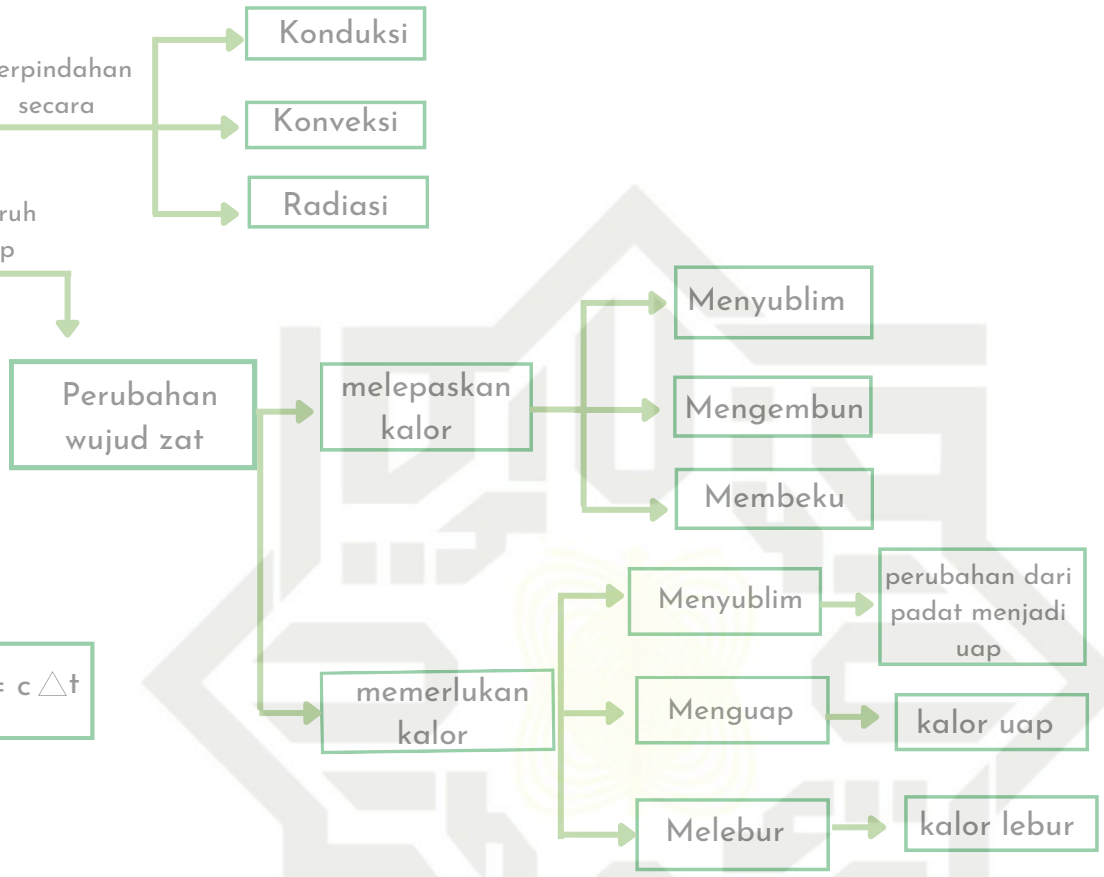 Konduksi
erpindahan
secara
Konveksi
Radiasi
ruh
p
Menyublim
Perubahan
wujud zat
melepaskan
kalor
Mengembun
Membeku
Menyublim
perubahan dari
padat menjadi
uap
= c △t
memerlukan
kalor
Menguap
kalor uap
Melebur
kalor lebur